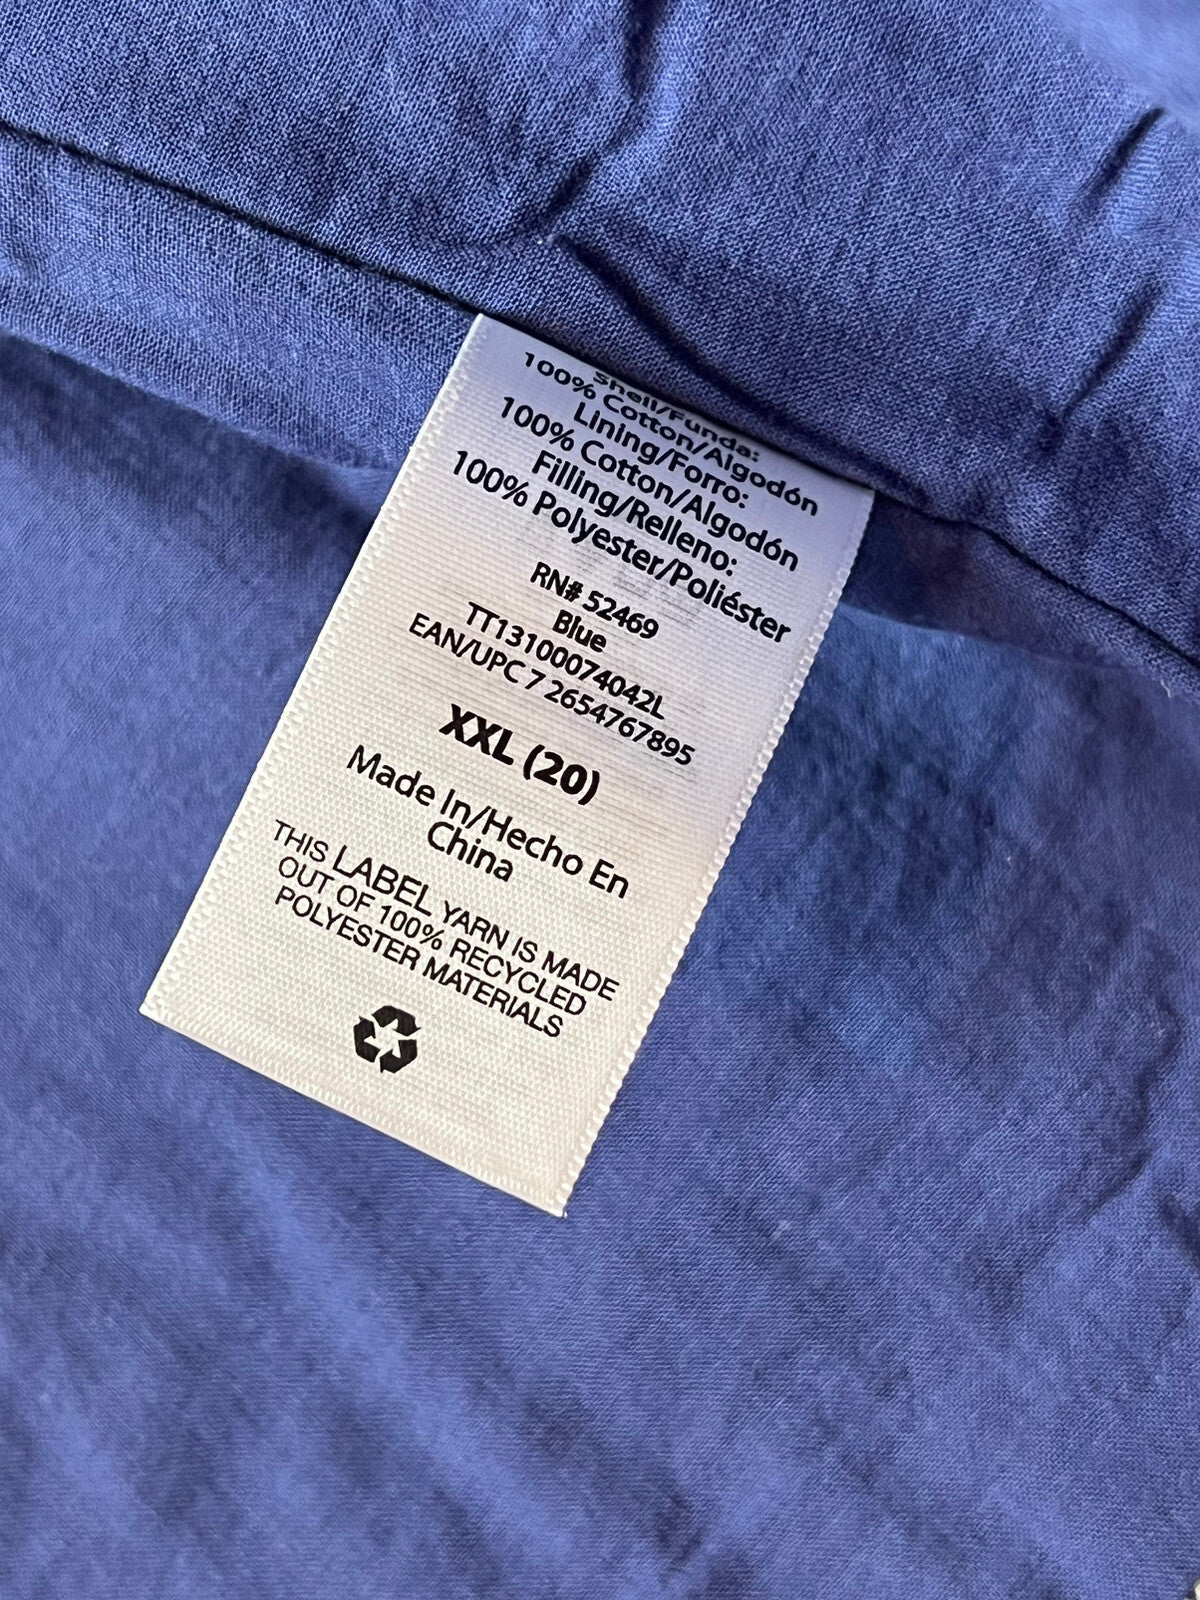 Shell/Funda:
100% Cotton/Algodón
Lining/Forro:
100% Cotton/Algodón
Filling/Relleno:
100% Polyester/Poliéster
RN# 52469
Blue
TT13100074042L
EAN/UPC 7 2654767895
XXL (20)
Made In/Hecho En
China
THIS LABEL YARN IS MADE
OUT OF 100% RECYCLED
POLYESTER MATERIALS